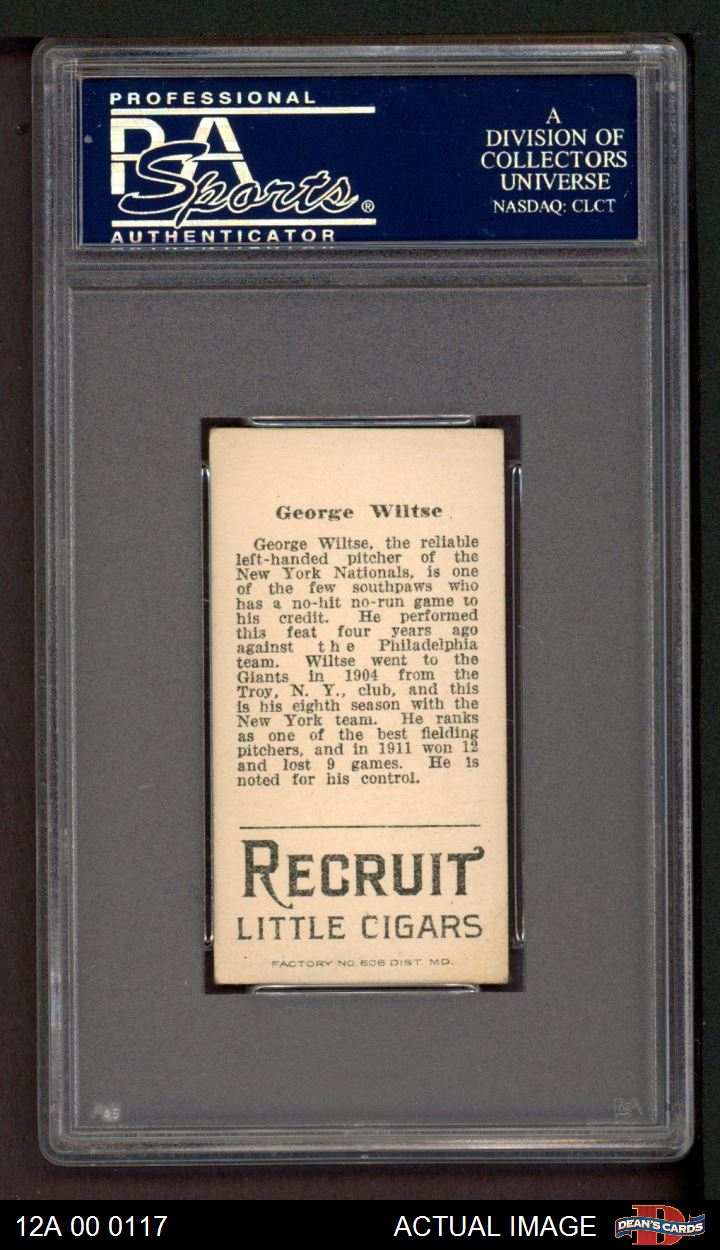 PROFESSIONAL
PSA
Sports®
AUTHENTICATOR
A
DIVISION OF
COLLECTORS
UNIVERSE
NASDAQ: CLCT
George Wiltse
George Wiltse, the reliable
left-handed pitcher of the
New York Nationals, is one
of the few southpaws who
has a no-hit no-run game to
his credit. He performed
this feat four years ago
against the Philadelphia
team. Wiltse went to the
Giants in 1904 from the
Troy, N. Y., club, and this
is his eighth season with the
New York team. He ranks
as one of the best fielding
pitchers, and in 1911 won 12
and lost 9 games. He is
noted for his control.
RECRUIT
LITTLE CIGARS
FACTORY NO. 606 DIST. MD.
PSA
12A 00 0117
ACTUAL IMAGE
D
DEAN'S CARDS